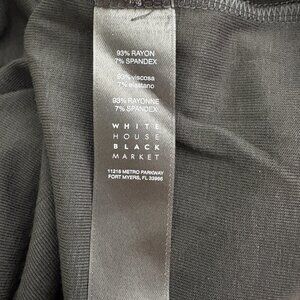 93% RAYON
7% SPANDEX
93% viscosa
7% elastano
93% RAYONNE
7% SPANDEX
WHITE
HOUSE
BLACK
MARKET
11215 METRO PARKWAY
FORT MYERS, FL 33966